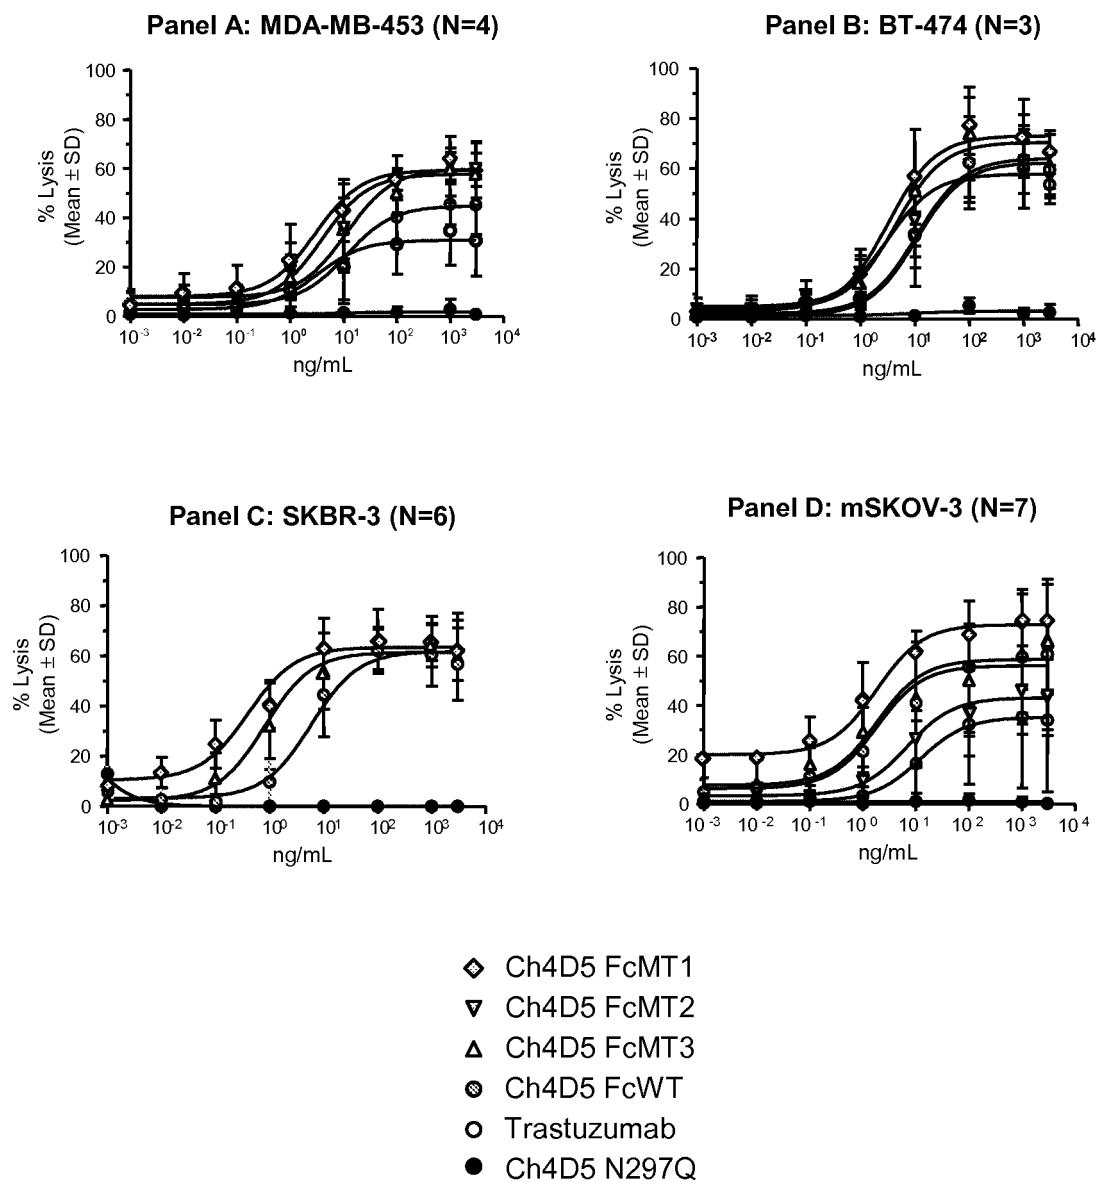 Panel A: MDA-MB-453 (N=4)
% Lysis
(Mean ± SD)
100
80
60
40
20
0
10-3 10-2 10-1 100 101 102 103 104
ng/mL
Panel B: BT-474 (N=3)
% Lysis
(Mean ± SD)
100
80
60
40
20
0
10-3 10-2 10-1 100 101 102 103 104
ng/mL
Panel C: SKBR-3 (N=6)
% Lysis
(Mean ± SD)
100
80
60
40
20
0
10-3 10-2 10-1 100 101 102 103 104
ng/mL
Panel D: mSKOV-3 (N=7)
% Lysis
(Mean ± SD)
100
80
60
40
20
0
10-3 10-2 10-1 100 101 102 103 104
ng/mL
Ch4D5 FcMT1
Ch4D5 FcMT2
Ch4D5 FcMT3
Ch4D5 FcWT
Trastuzumab
Ch4D5 N297Q